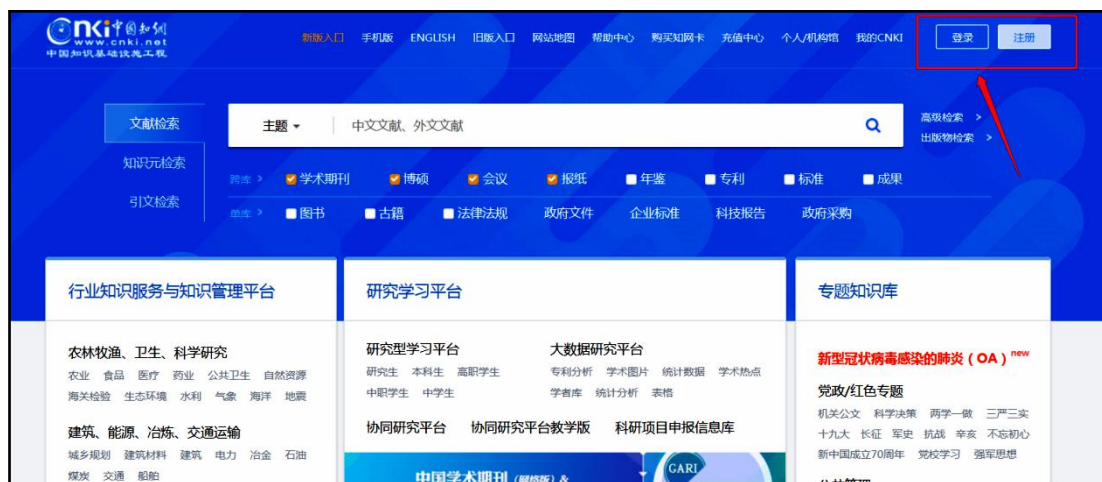 cnki中国知网
www.cnki.net
中国知识基础设施工程
新版入口 手机版 ENGLISH 旧版入口 网站地图 帮助中心 购买知网卡 充值中心 个人/机构馆 我的CNKI 登录 注册
文献检索
知识元检索
引文检索
主题 中文文献、外文文献
高级检索 >
出版物检索 >
跨库 > 学术期刊 博硕 会议 报纸 年鉴 专利 标准 成果
单库 > 图书 古籍 法律法规 政府文件 企业标准 科技报告 政府采购
行业知识服务与知识管理平台
农林牧渔、卫生、科学研究
农业 食品 医疗 药业 公共卫生 自然资源
海关检验 生态环境 水利 气象 海洋 地震
建筑、能源、冶炼、交通运输
城乡规划 建筑材料 建筑 电力 冶金 石油
煤炭 交通 船舶
研究学习平台
研究型学习平台
研究生 本科生 高职学生
中职学生 中学生
大数据研究平台
专利分析 学术图片 统计数据 学术热点
学者库 统计分析 表格
协同研究平台 协同研究平台教学版 科研项目申报信息库
中国学术期刊（网络版）&
GARI
专题知识库
新型冠状病毒感染的肺炎（OA）new
党政/红色专题
机关公文 科学决策 两学一做 三严三实
十九大 长征 军史 抗战 辛亥 不忘初心
新中国成立70周年 党校学习 强军思想